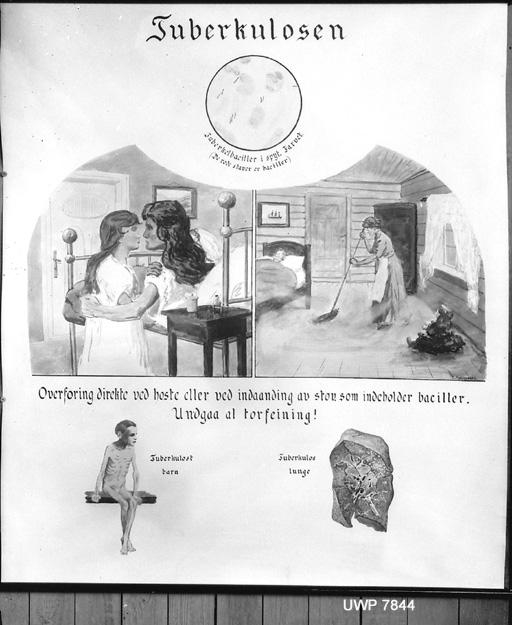 Tuberkulosen
Tuberkelbaciller i spyt. Farvet
(De røde staver er baciller)
Overføring direkte ved hoste eller ved indaanding av støv som indeholder baciller.
Undgaa al tørfeining!
Tuberkuløst
barn
Tuberkuløs
lunge
UWP 7844